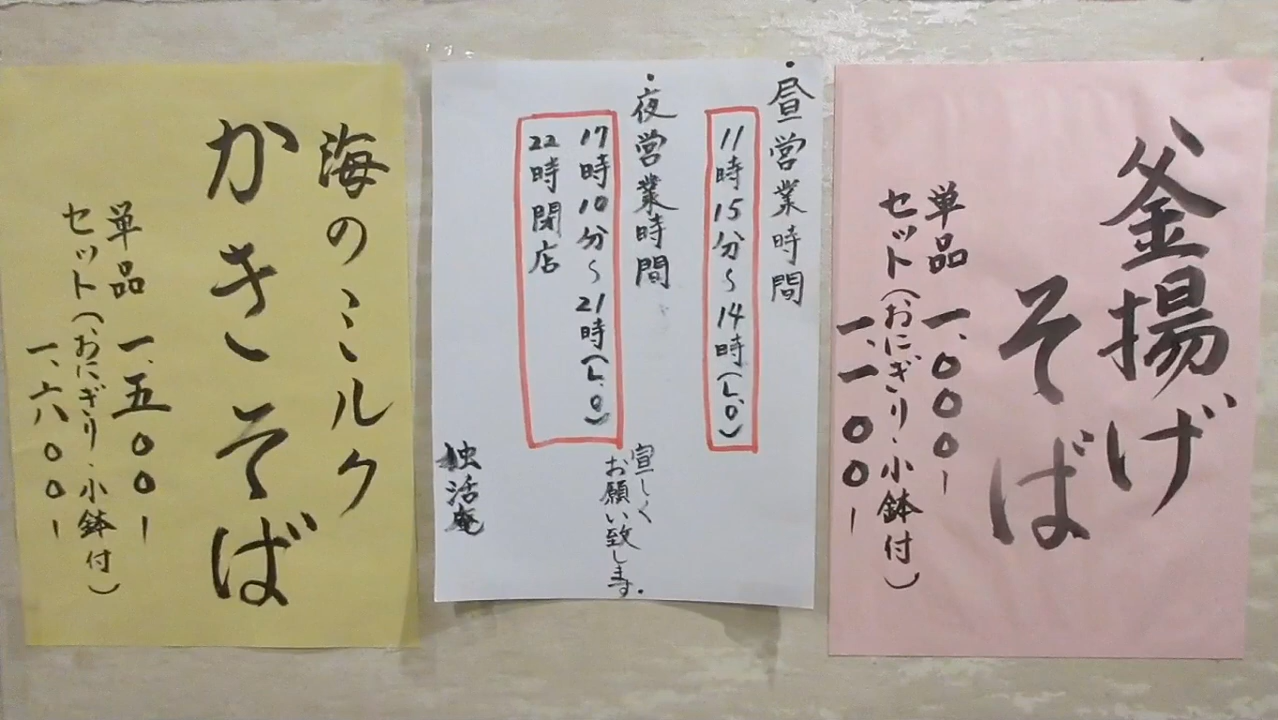 釜揚げ
そば
単品 一、〇〇〇ー
セット(おにぎり・小鉢付)
一、一〇〇ー
・昼営業時間
11時15分〜14時(L.O)
・夜営業時間
17時10分〜21時(L.O)
22時閉店
宜しく
お願い致します.
独活庵
海のミルク
かきそば
単品 一、五〇〇ー
セット(おにぎり・小鉢付)
一、六〇〇ー